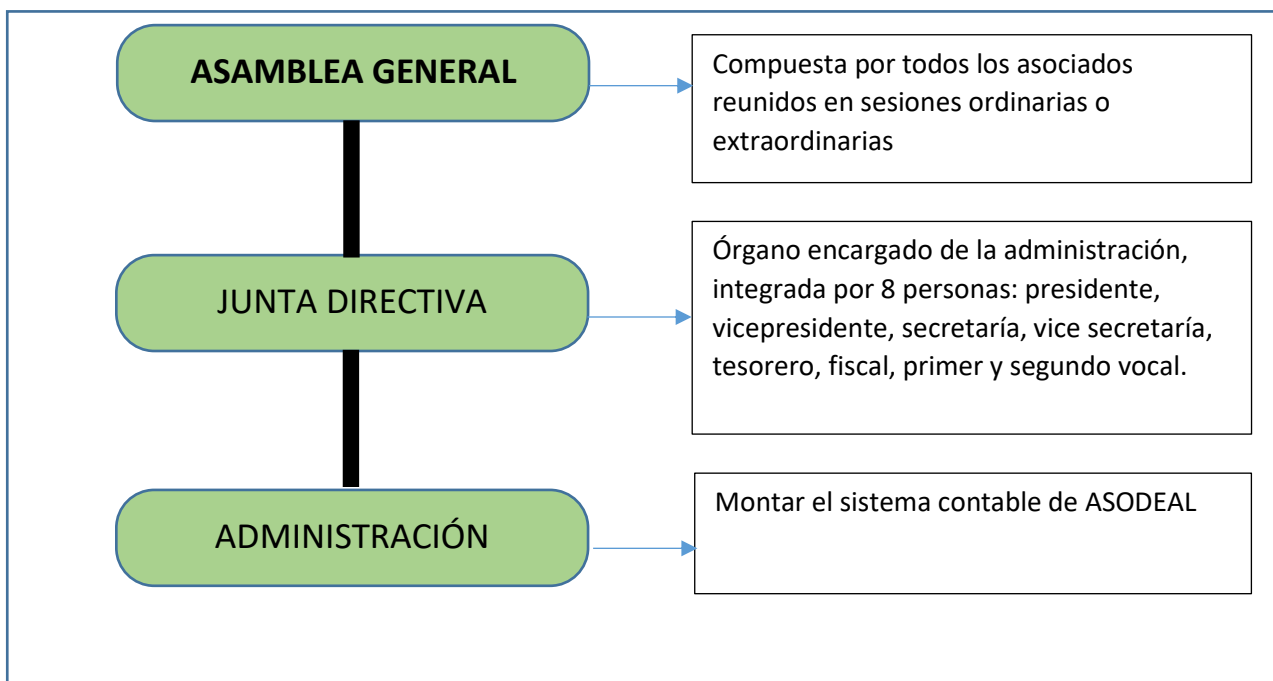 ASAMBLEA GENERAL
Compuesta por todos los asociados
reunidos en sesiones ordinarias o
extraordinarias
JUNTA DIRECTIVA
Órgano encargado de la administración,
integrada por 8 personas: presidente,
vicepresidente, secretaría, vice secretaría,
tesorero, fiscal, primer y segundo vocal.
ADMINISTRACIÓN
Montar el sistema contable de ASODEAL